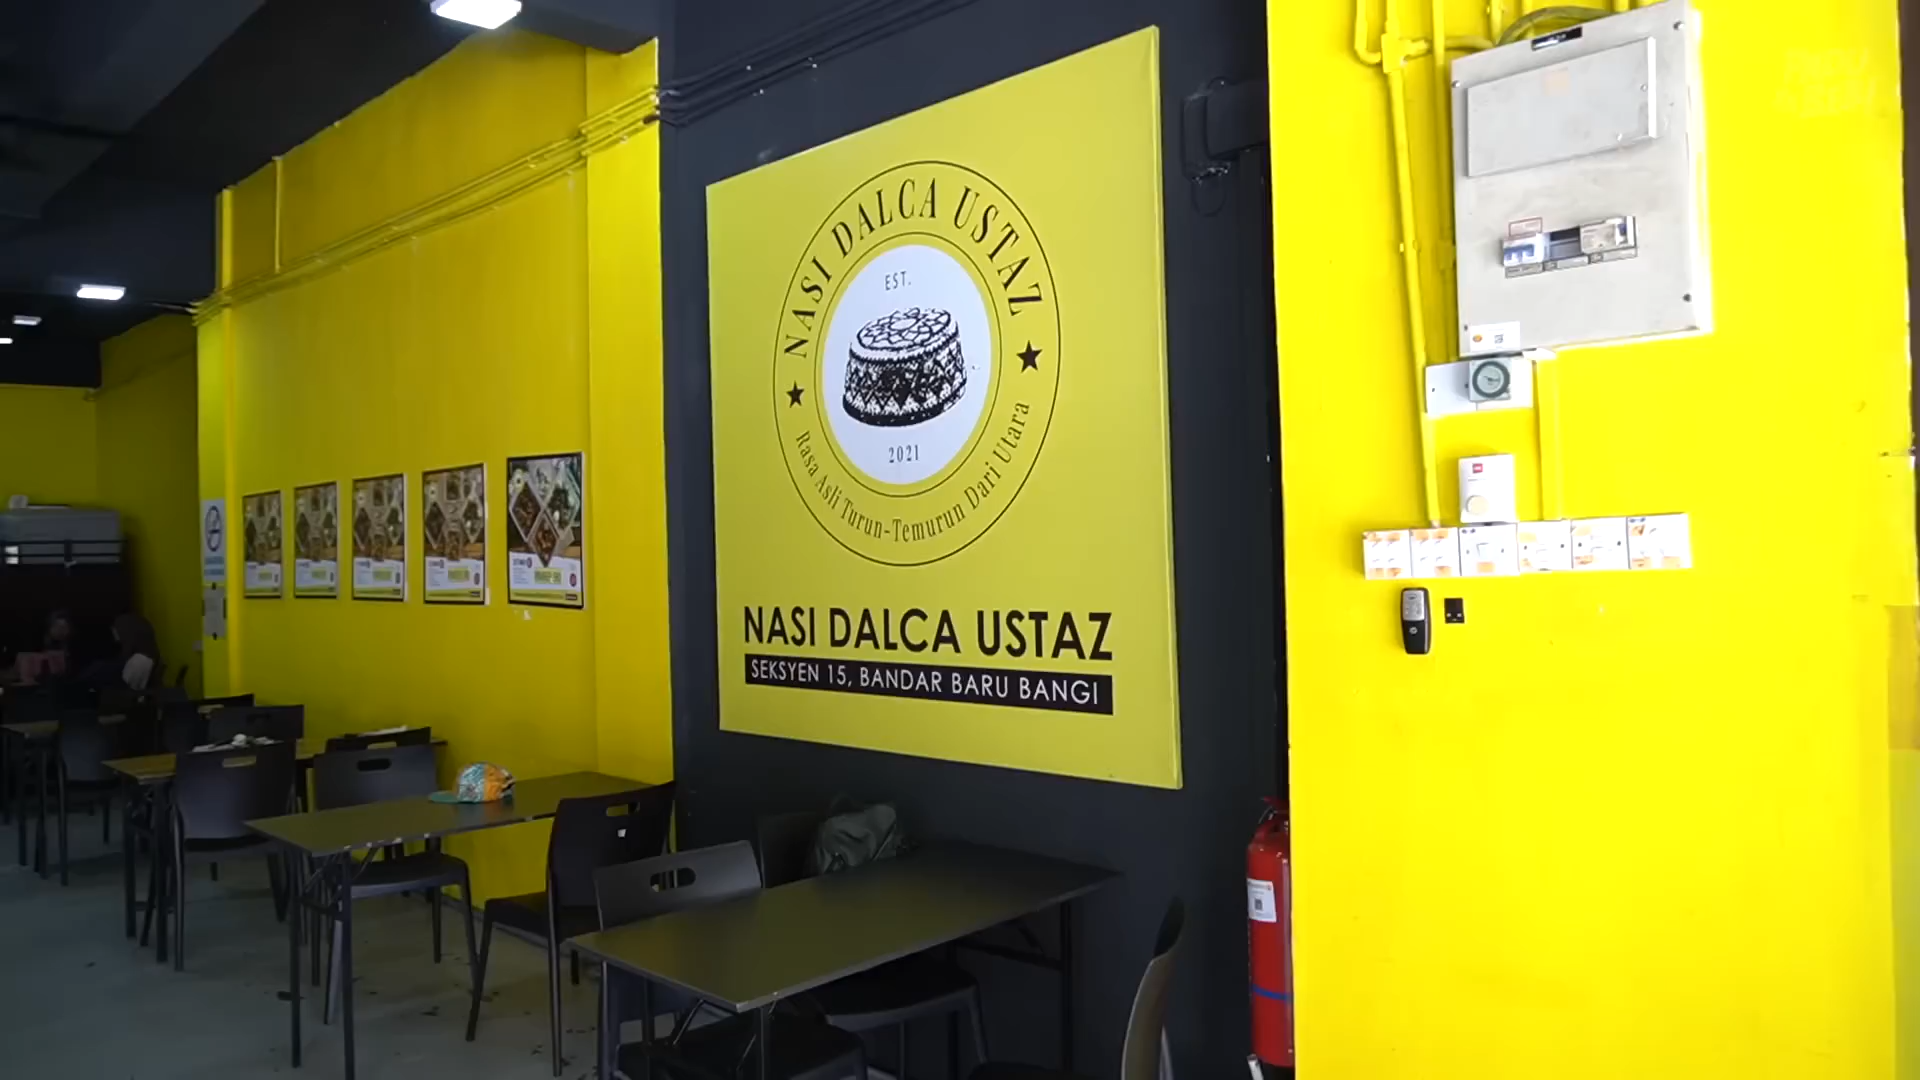 NASI DALCA USTAZ
EST.
2021
Rasa Asli Turun-Temurun Dari Utara
NASI DALCA USTAZ
SEKSYEN 15, BANDAR BARU BANGI